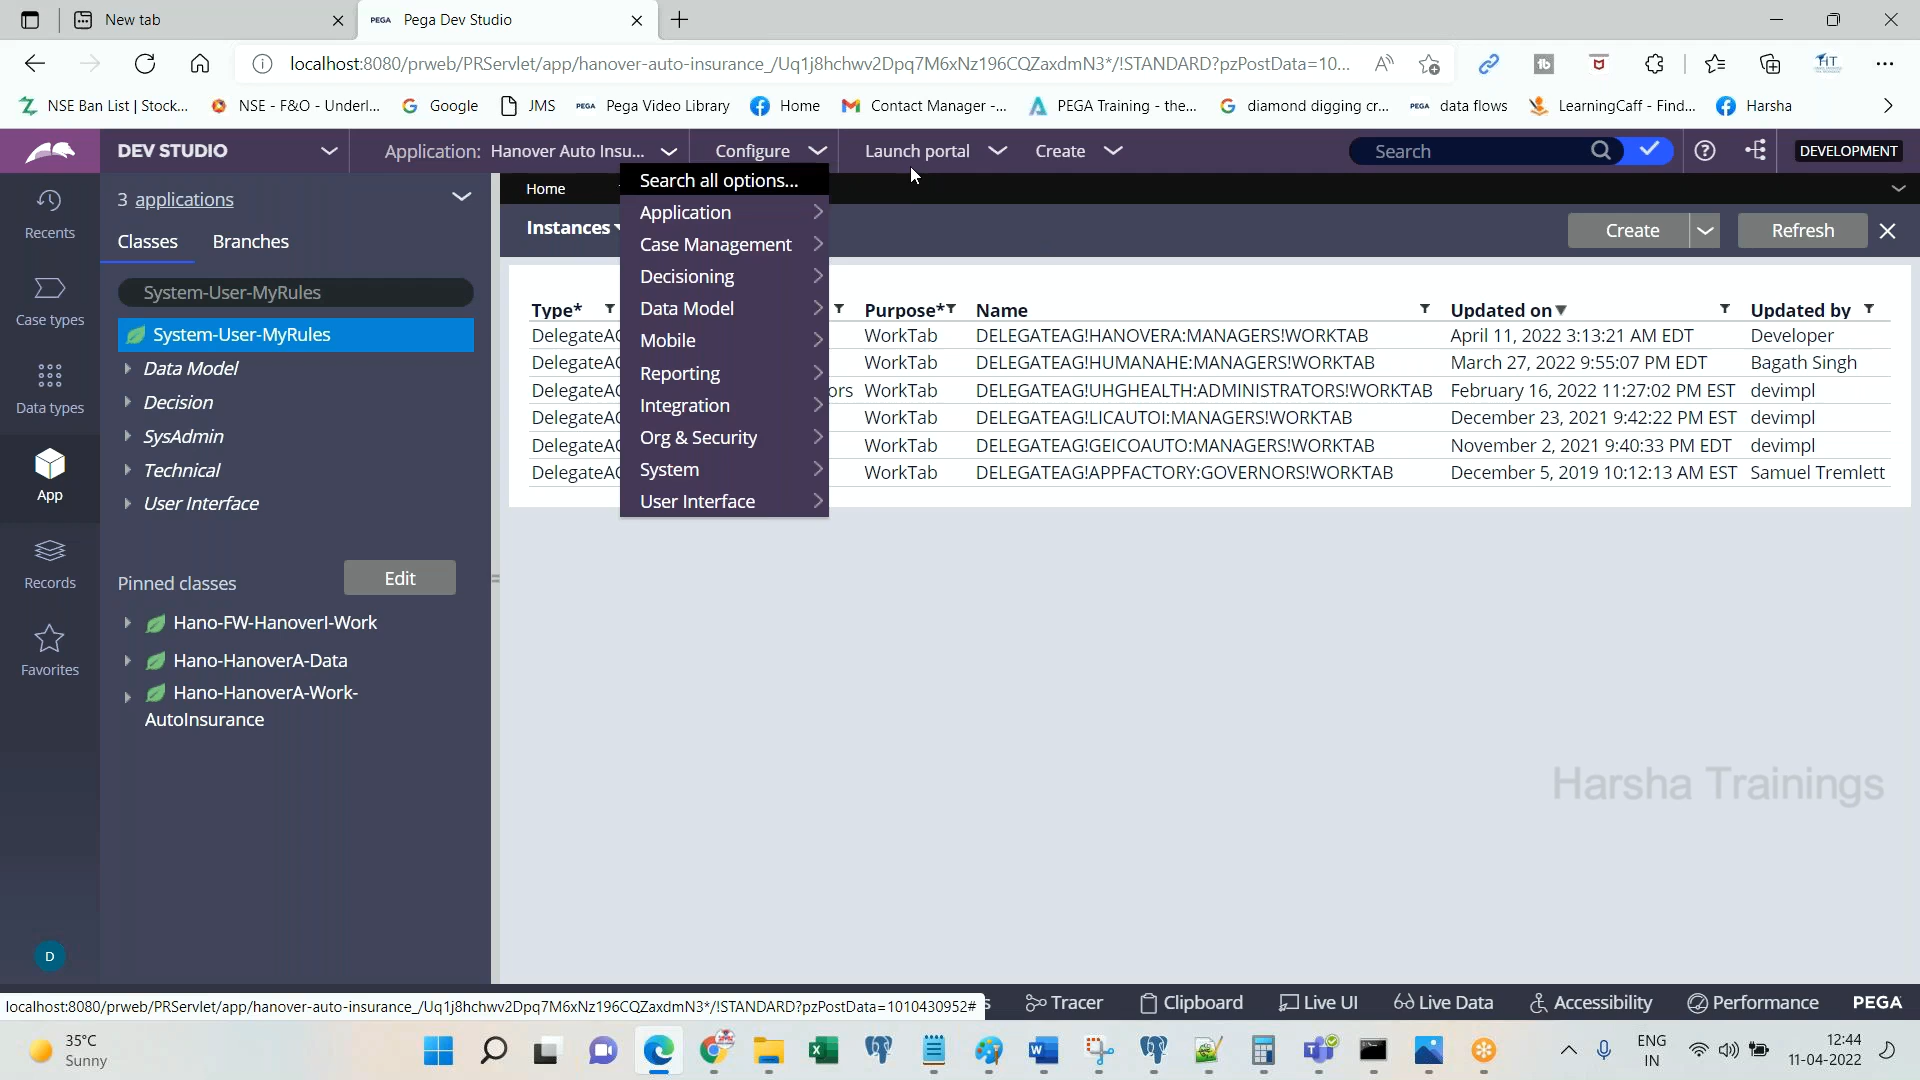 New tab
PEGA Pega Dev Studio
localhost:8080/prweb/PRServlet/app/hanover-auto-insurance_/Uq1j8hchwv2Dpq7M6xNz196CQZaxdmN3*/!STANDARD?pzPostData=10...
NSE Ban List | Stock... NSE - F&O - Underl... Google JMS PEGA Pega Video Library Home Contact Manager -... PEGA Training - the... diamond digging cr... PEGA data flows LearningCaff - Find... Harsha
DEV STUDIO Application: Hanover Auto Insu... Configure Launch portal Create Search DEVELOPMENT
Recents
Case types
Data types
App
Records
Favorites
D
3 applications
Classes Branches
System-User-MyRules
System-User-MyRules
Data Model
Decision
SysAdmin
Technical
User Interface
Pinned classes Edit
Hano-FW-HanoverI-Work
Hano-HanoverA-Data
Hano-HanoverA-Work-
AutoInsurance
Home
Instances
Create Refresh
Search all options...
Application
Case Management
Decisioning
Data Model
Mobile
Reporting
Integration
Org & Security
System
User Interface
Type* Purpose* Name Updated on Updated by
DelegateAG WorkTab DELEGATEAG!HANOVERA:MANAGERS!WORKTAB April 11, 2022 3:13:21 AM EDT Developer
DelegateAG WorkTab DELEGATEAG!HUMANAHE:MANAGERS!WORKTAB March 27, 2022 9:55:07 PM EDT Bagath Singh
DelegateAG ors WorkTab DELEGATEAG!UHGHEALTH:ADMINISTRATORS!WORKTAB February 16, 2022 11:27:02 PM EST devimpl
DelegateAG WorkTab DELEGATEAG!LICAUTOI:MANAGERS!WORKTAB December 23, 2021 9:42:22 PM EST devimpl
DelegateAG WorkTab DELEGATEAG!GEICOAUTO:MANAGERS!WORKTAB November 2, 2021 9:40:33 PM EDT devimpl
DelegateAG WorkTab DELEGATEAG!APPFACTORY:GOVERNORS!WORKTAB December 5, 2019 10:12:13 AM EST Samuel Tremlett
Harsha Trainings
localhost:8080/prweb/PRServlet/app/hanover-auto-insurance_/Uq1j8hchwv2Dpq7M6xNz196CQZaxdmN3*/!STANDARD?pzPostData=1010430952#
s Tracer Clipboard Live UI Live Data Accessibility Performance PEGA
35°C
Sunny
ENG
IN
12:44
11-04-2022